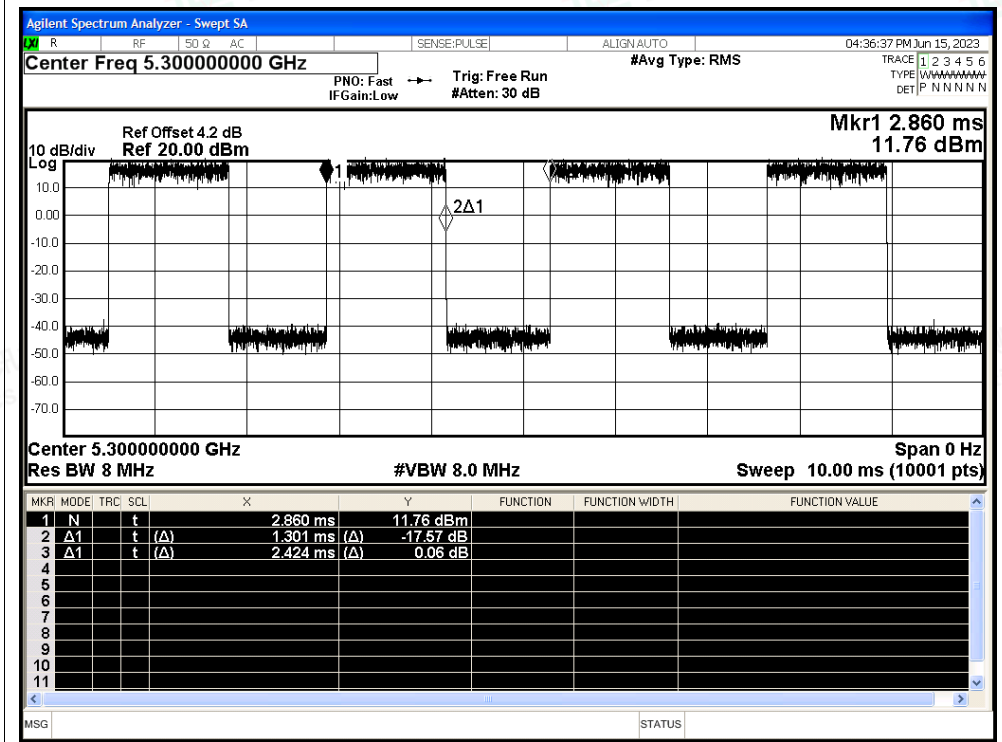 Agilent Spectrum Analyzer - Swept SA
LXI R RF 50 Ω AC SENSE:PULSE ALIGN AUTO 04:36:37 PM Jun 15, 2023
Center Freq 5.300000000 GHz #Avg Type: RMS TRACE 1 2 3 4 5 6
PNO: Fast Trig: Free Run TYPE
IFGain:Low #Atten: 30 dB DET P N N N N N
Mkr1 2.860 ms
Ref Offset 4.2 dB
10 dB/div Ref 20.00 dBm 11.76 dBm
Log
1
10.0
2Δ1
0.00
-10.0
-20.0
-30.0
-40.0
-50.0
-60.0
-70.0
Center 5.300000000 GHz Span 0 Hz
Res BW 8 MHz #VBW 8.0 MHz Sweep 10.00 ms (10001 pts)
MKR MODE TRC SCL X Y FUNCTION FUNCTION WIDTH FUNCTION VALUE
1 N t 2.860 ms 11.76 dBm
2 Δ1 t (Δ) 1.301 ms (Δ) -17.57 dB
3 Δ1 t (Δ) 2.424 ms (Δ) 0.06 dB
4
5
6
7
8
9
10
11
MSG STATUS